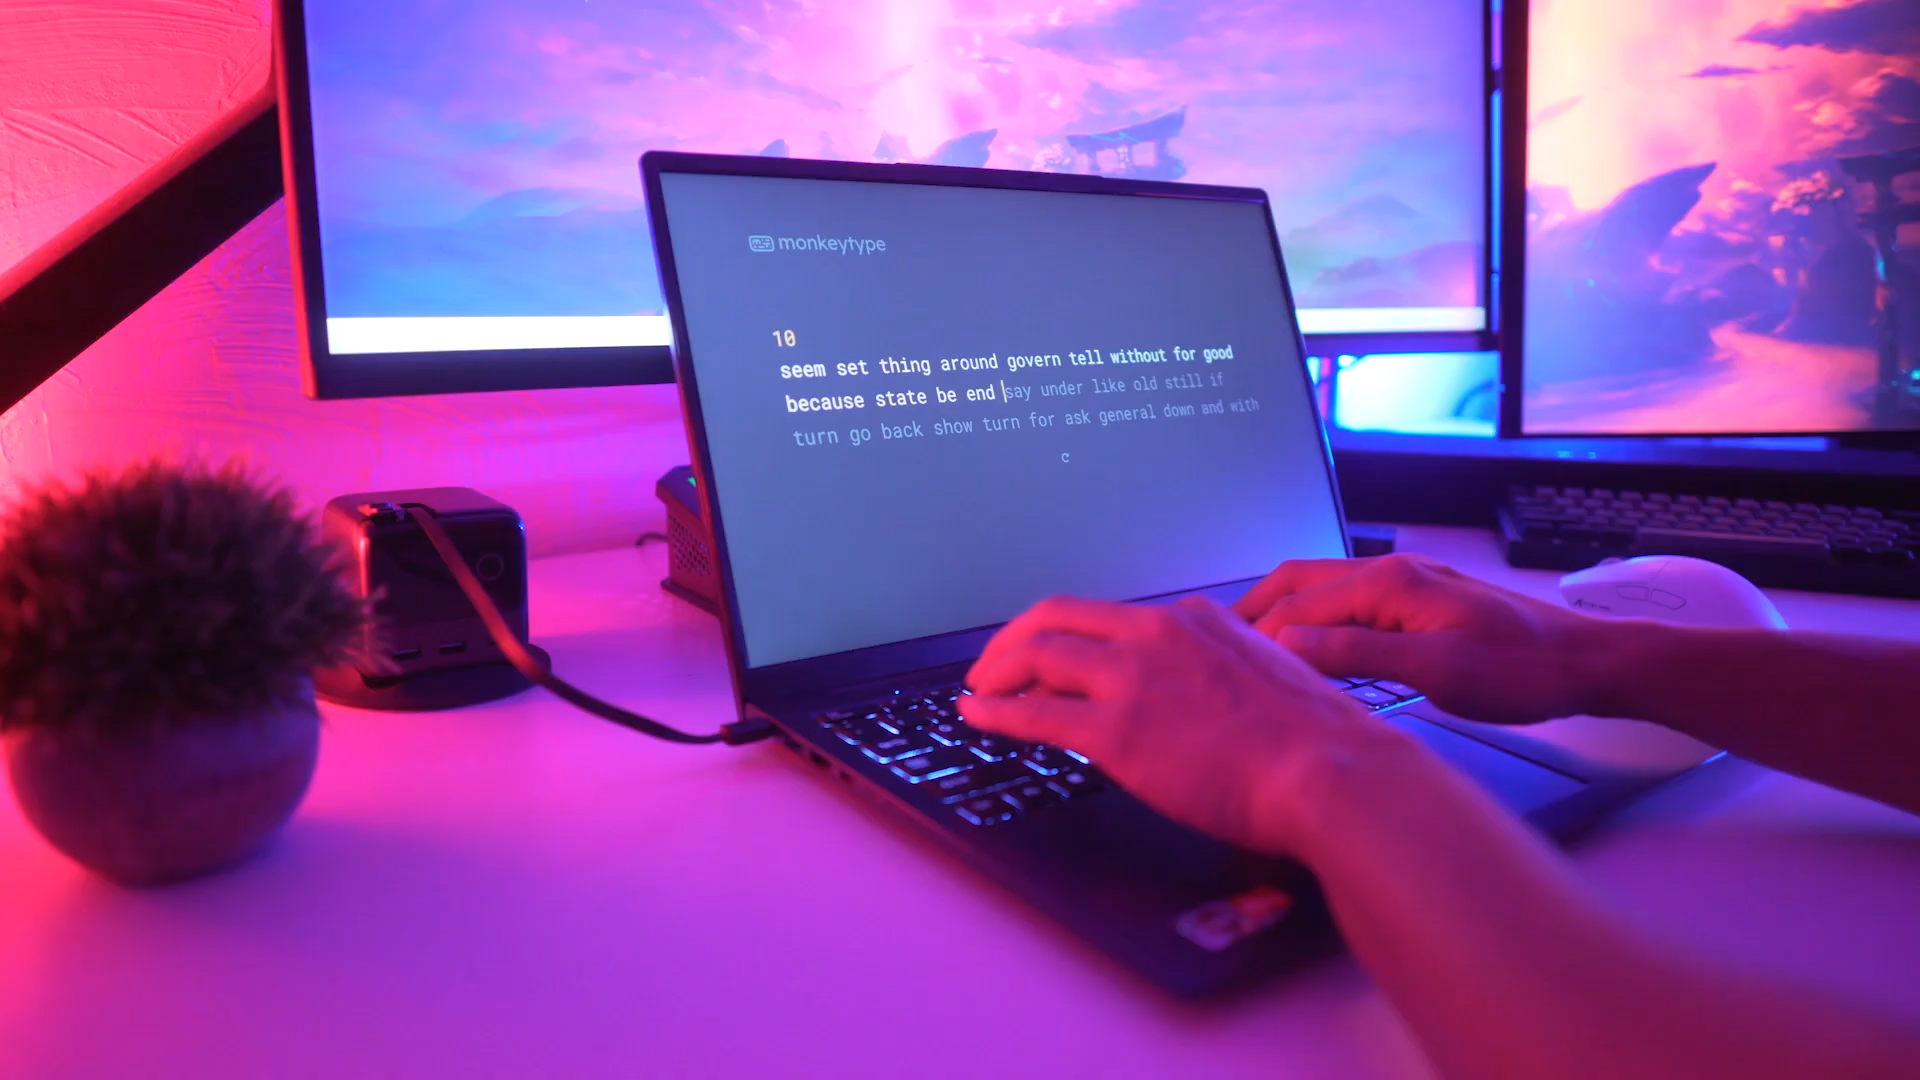 monkeytype
10
seem set thing around govern tell without for good
because state be end say under like old still if
turn go back show turn for ask general down and with